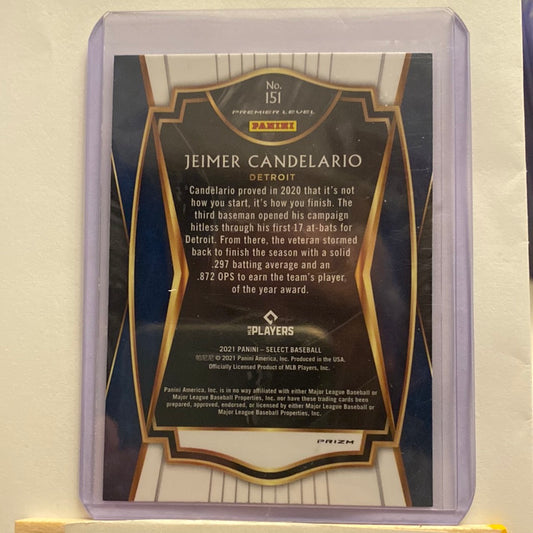 No.
151
PREMIER LEVEL
PANINI
JEIMER CANDELARIO
DETROIT
Candelario proved in 2020 that it's not
how you start, it's how you finish. The
third baseman opened his campaign
hitless through his first 17 at-bats for
Detroit. From there, the veteran stormed
back to finish the season with a solid
.297 batting average and an
.872 OPS to earn the team's player
of the year award.
MLB PLAYERS
2021 PANINI – SELECT BASEBALL
帕尼尼 © 2021 Panini America, Inc. Produced in the USA.
Officially Licensed Product of MLB Players, Inc.
Panini America, Inc. is in no way affiliated with either Major League Baseball or
Major League Baseball Properties, Inc. nor have these trading cards been
prepared, approved, endorsed, or licensed by either Major League Baseball or
Major League Baseball Properties, Inc.
PRIZM